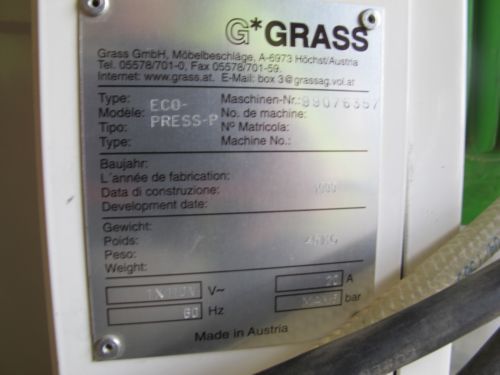 G*GRASS
Grass GmbH, Möbelbeschläge, A-6973 Höchst/Austria
Tel. 05578/701-0, Fax 05578/701-59.
Internet: www.grass.at. E-Mail: box 3@grassag.vol.at
Type: ECO- Maschinen-Nr.:
Modèle: PRESS-P No. de machine:
Tipo: Nº Matricola:
Type: Machine No.:
Baujahr:
L'année de fabrication:
Data di construzione:
Development date:
Gewicht:
Poids:
Peso:
Weight:
V~ A
Hz bar
Made in Austria